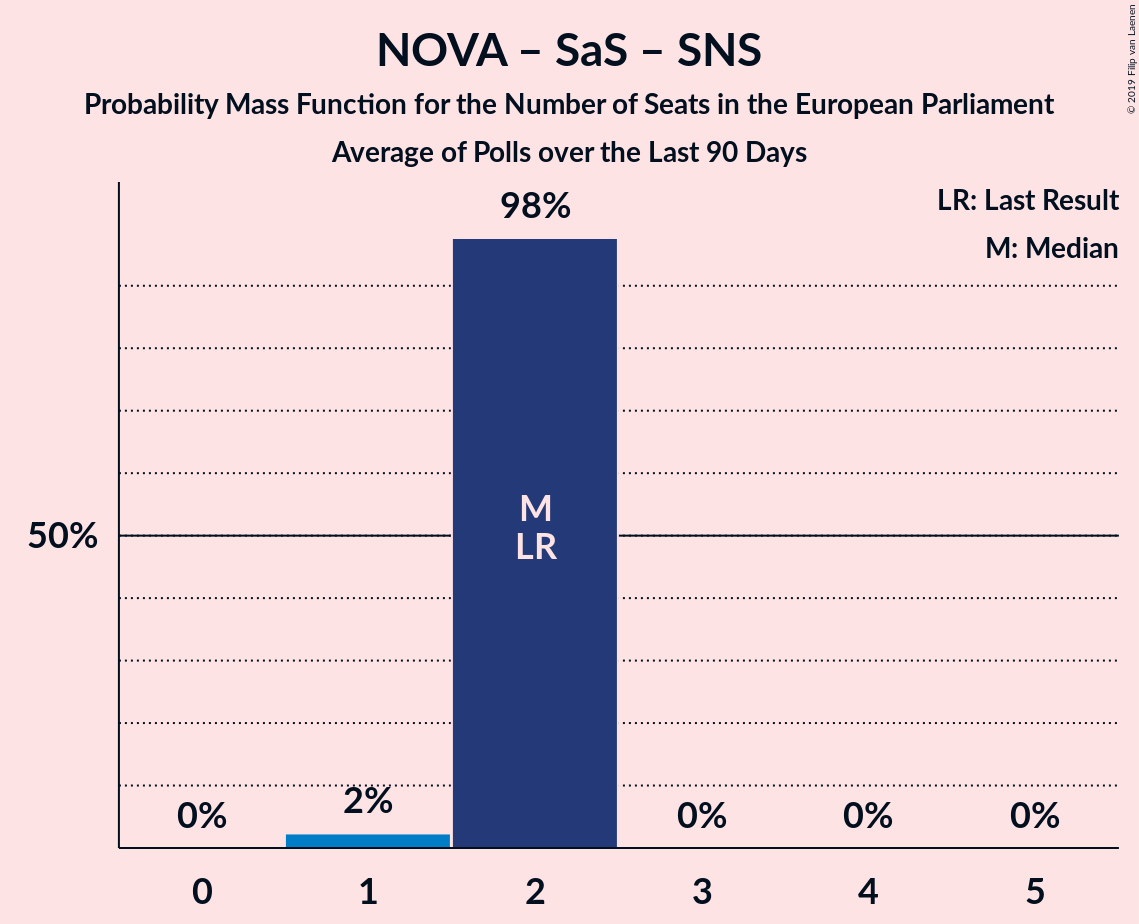 NOVA – SaS – SNS
Probability Mass Function for the Number of Seats in the European Parliament
Average of Polls over the Last 90 Days
© 2019 Filip van Laenen
LR: Last Result
M: Median
98%
M
LR
50%
0%
2%
0%
0%
0%
0
1
2
3
4
5